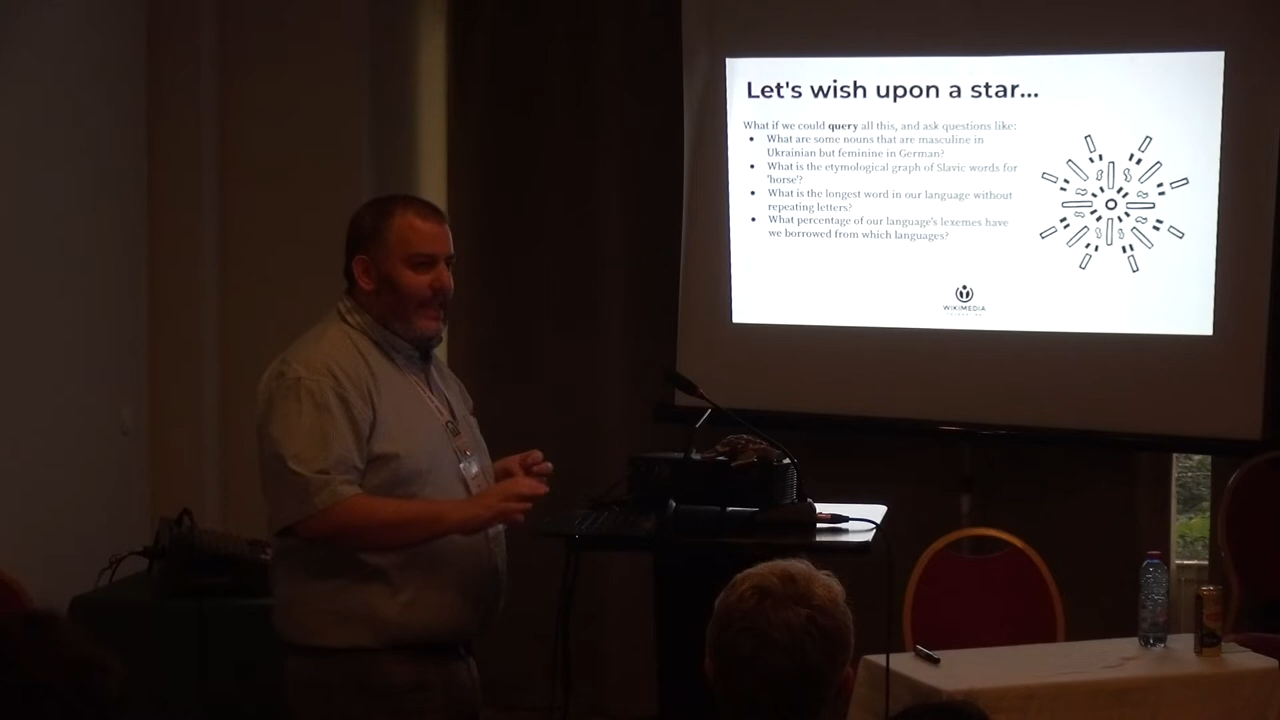 Let's wish upon a star...
What if we could query all this, and ask questions like:
• What are some nouns that are masculine in
Ukrainian but feminine in German?
• What is the etymological graph of Slavic words for
'horse'?
• What is the longest word in our language without
repeating letters?
• What percentage of our language's lexemes have
we borrowed from which languages?
WIKIMEDIA